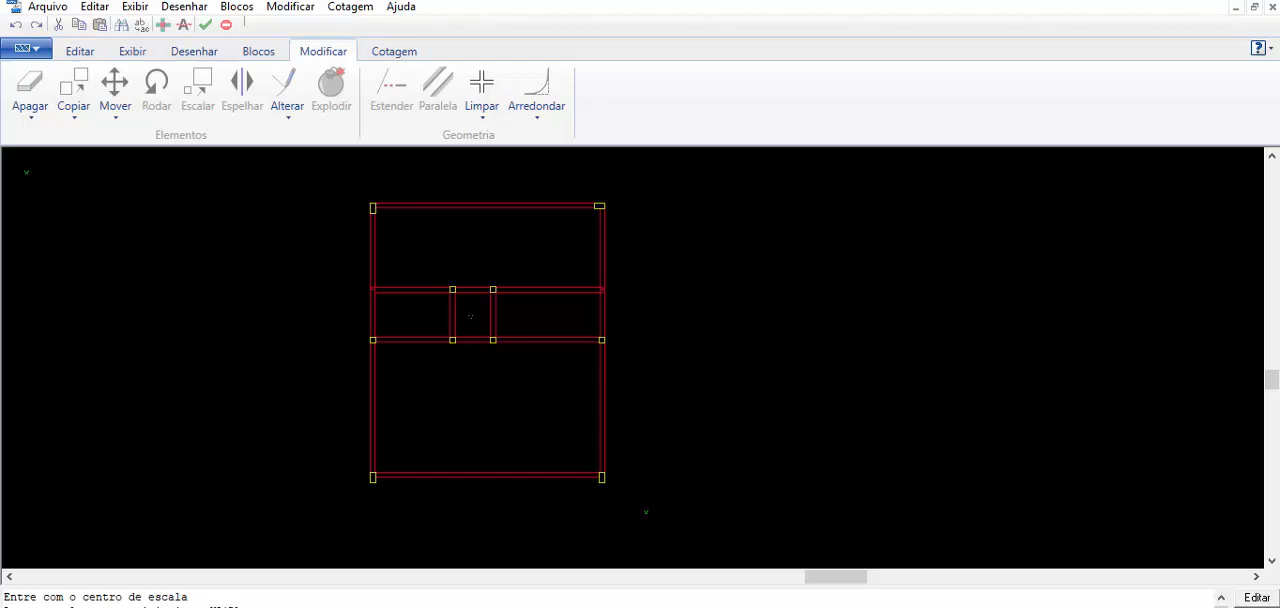 Arquivo Editar Exibir Desenhar Blocos Modificar Cotagem Ajuda
Editar Exibir Desenhar Blocos Modificar Cotagem
Apagar Copiar Mover Rodar Escalar Espelhar Alterar Explodir Estender Paralela Limpar Arredondar
Elementos Geometria
Entre com o centro de escala Editar